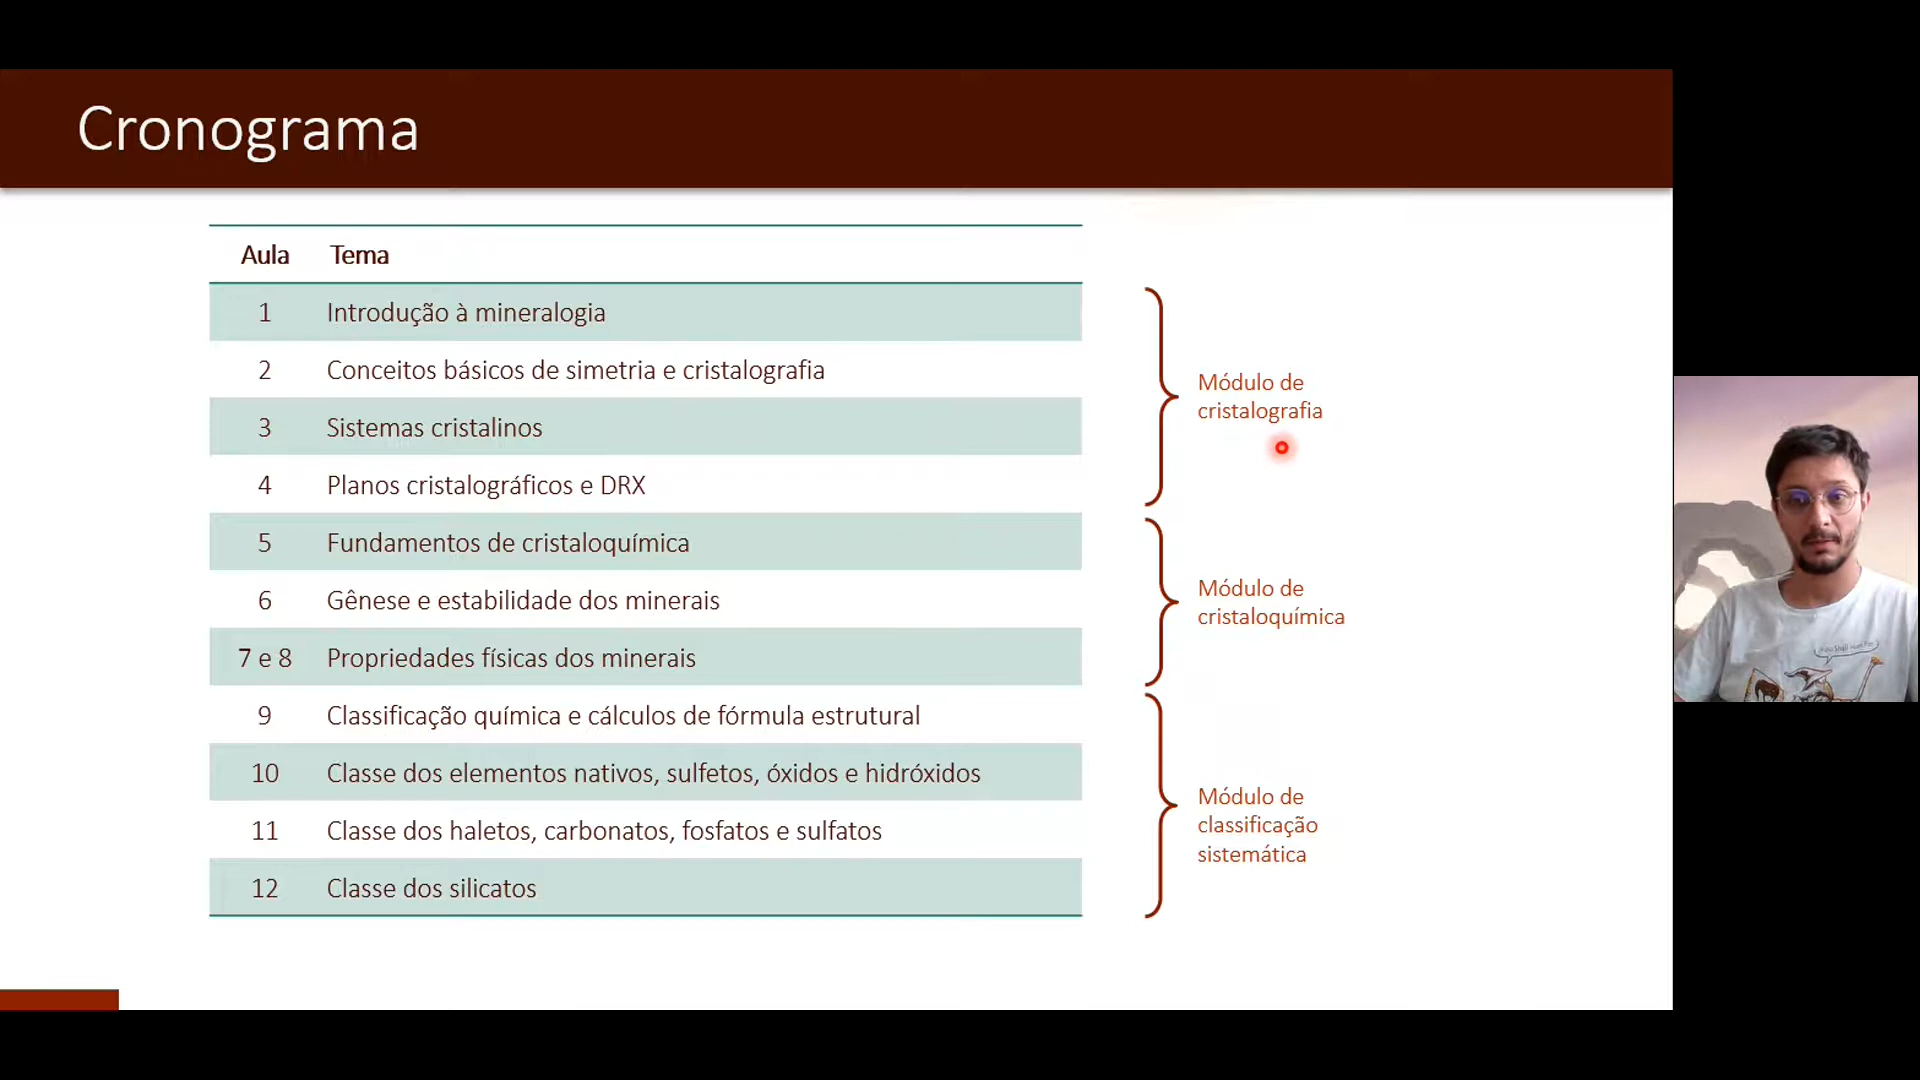 Cronograma
Aula Tema
1 Introdução à mineralogia
2 Conceitos básicos de simetria e cristalografia
3 Sistemas cristalinos
4 Planos cristalográficos e DRX
5 Fundamentos de cristaloquímica
6 Gênese e estabilidade dos minerais
7 e 8 Propriedades físicas dos minerais
9 Classificação química e cálculos de fórmula estrutural
10 Classe dos elementos nativos, sulfetos, óxidos e hidróxidos
11 Classe dos haletos, carbonatos, fosfatos e sulfatos
12 Classe dos silicatos
Módulo de
cristalografia
Módulo de
cristaloquímica
Módulo de
classificação
sistemática